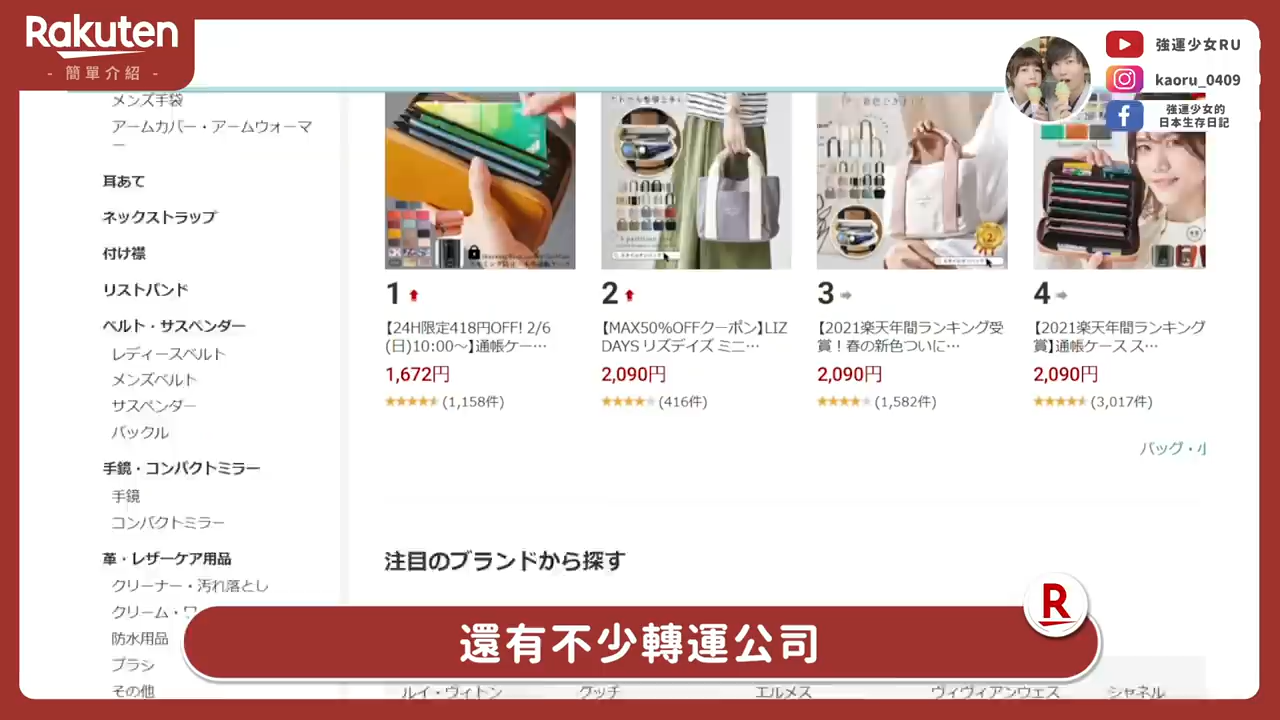 Rakuten
- 簡單介紹 -
強運少女RU
kaoru_0409
強運少女的
日本生存日記
メンズ手袋
アームカバー・アームウォーマ
ー
耳あて
ネックストラップ
付け襟
リストバンド
ベルト・サスペンダー
レディースベルト
メンズベルト
サスペンダー
バックル
手鏡・コンパクトミラー
手鏡
コンパクトミラー
革・レザーケア用品
クリーナー・汚れ落とし
クリーム・ワ
防水用品
ブラシ
その他
1
【24H限定418円OFF! 2/6
(日)10:00～】通帳ケー…
1,672円
(1,158件)
2
【MAX50%OFFクーポン】LIZ
DAYS リズデイズ ミニ…
2,090円
(416件)
3
【2021楽天年間ランキング受
賞！春の新色ついに…
2,090円
(1,582件)
4
【2021楽天年間ランキング
賞】通帳ケース ス…
2,090円
(3,017件)
バッグ・小
注目のブランドから探す
R
還有不少轉運公司
ルイ・ヴィトン
グッチ
エルメス
ヴィヴィアンウエス
シャネル